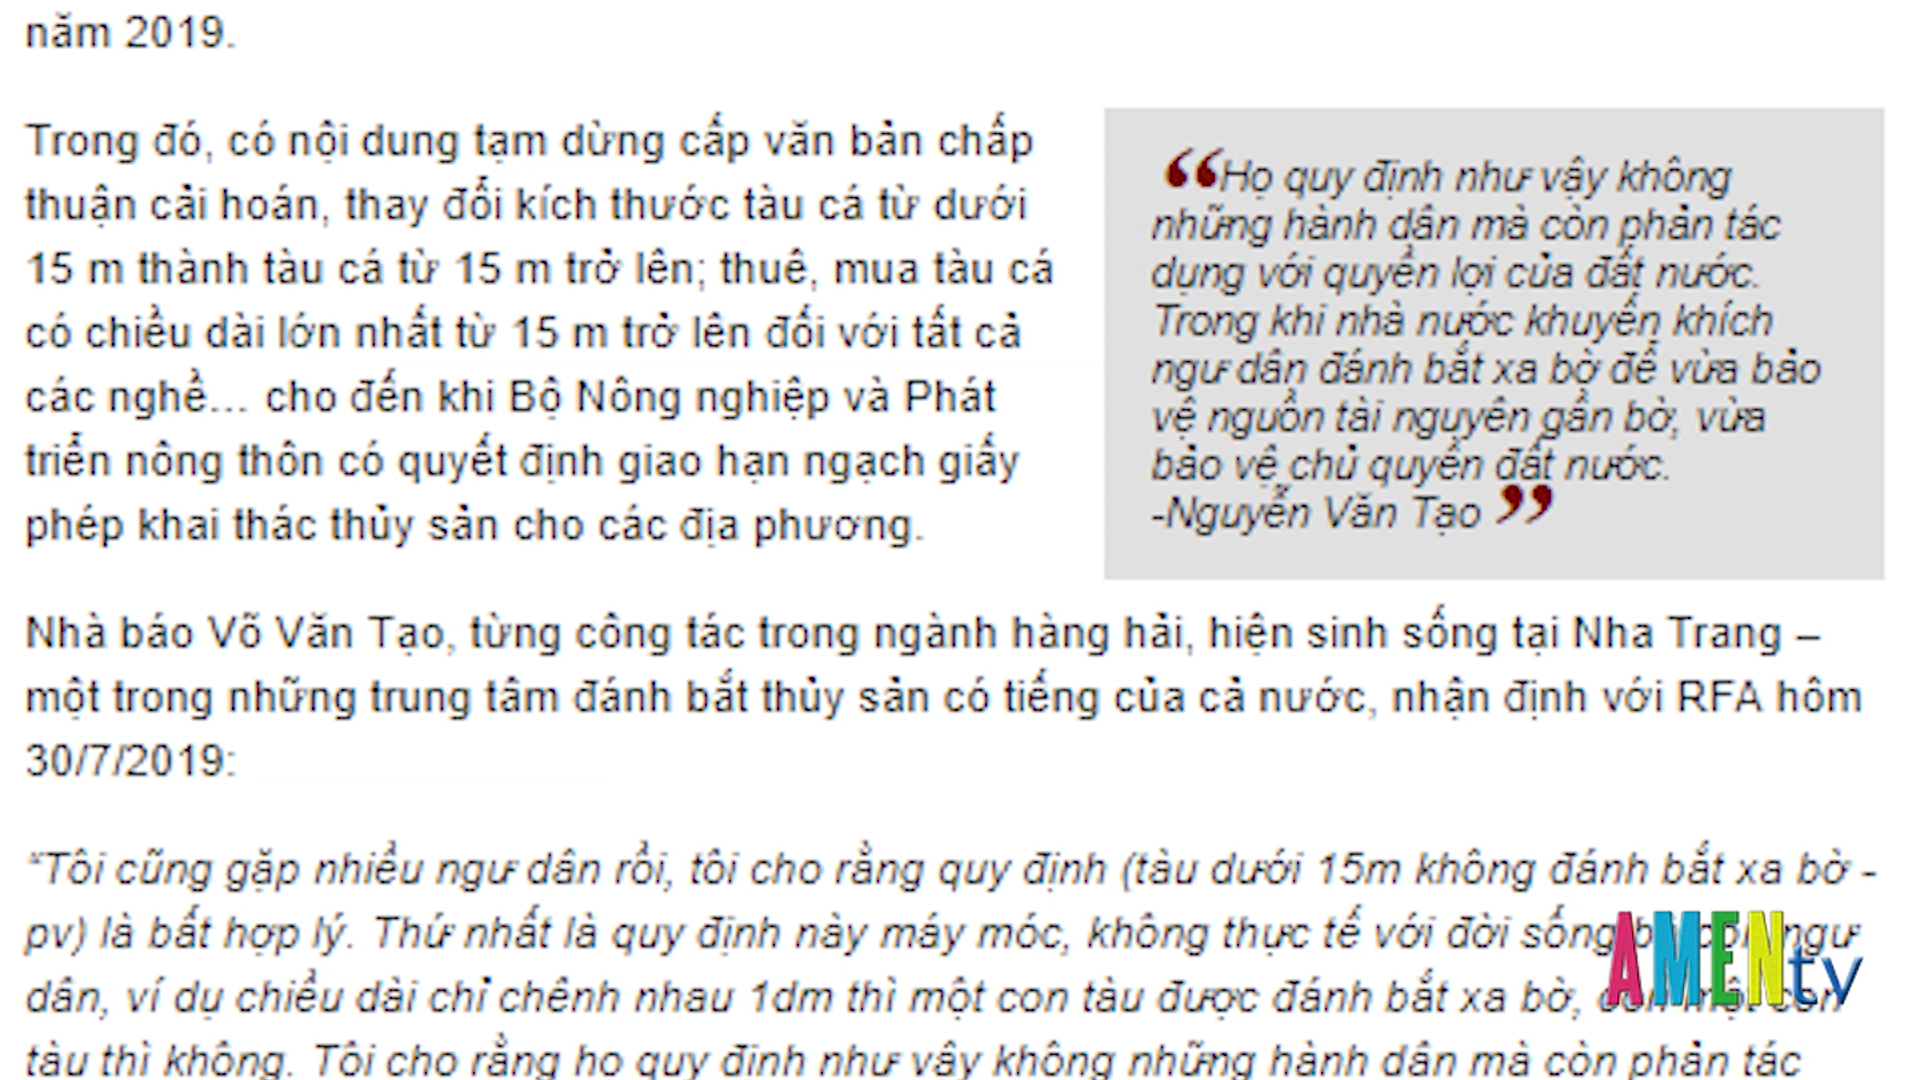 năm 2019.
Trong đó, có nội dung tạm dừng cấp văn bản chấp
thuận cải hoán, thay đổi kích thước tàu cá từ dưới
15 m thành tàu cá từ 15 m trở lên; thuê, mua tàu cá
có chiều dài lớn nhất từ 15 m trở lên đối với tất cả
các nghề... cho đến khi Bộ Nông nghiệp và Phát
triển nông thôn có quyết định giao hạn ngạch giấy
phép khai thác thủy sản cho các địa phương.
“Họ quy định như vậy không
những hành dân mà còn phản tác
dụng với quyền lợi của đất nước.
Trong khi nhà nước khuyến khích
ngư dân đánh bắt xa bờ để vừa bảo
vệ nguồn tài nguyên gần bờ, vừa
bảo vệ chủ quyền đất nước.
-Nguyễn Văn Tạo ”
Nhà báo Võ Văn Tạo, từng công tác trong ngành hàng hải, hiện sinh sống tại Nha Trang –
một trong những trung tâm đánh bắt thủy sản có tiếng của cả nước, nhận định với RFA hôm
30/7/2019:
“Tôi cũng gặp nhiều ngư dân rồi, tôi cho rằng quy định (tàu dưới 15m không đánh bắt xa bờ -
pv) là bất hợp lý. Thứ nhất là quy định này máy móc, không thực tế với đời sống ngư
dân, ví dụ chiều dài chỉ chênh nhau 1dm thì một con tàu được đánh bắt xa bờ, còn một con
tàu thì không. Tôi cho rằng họ quy định như vậy không những hành dân mà còn phản tác
AMENtv